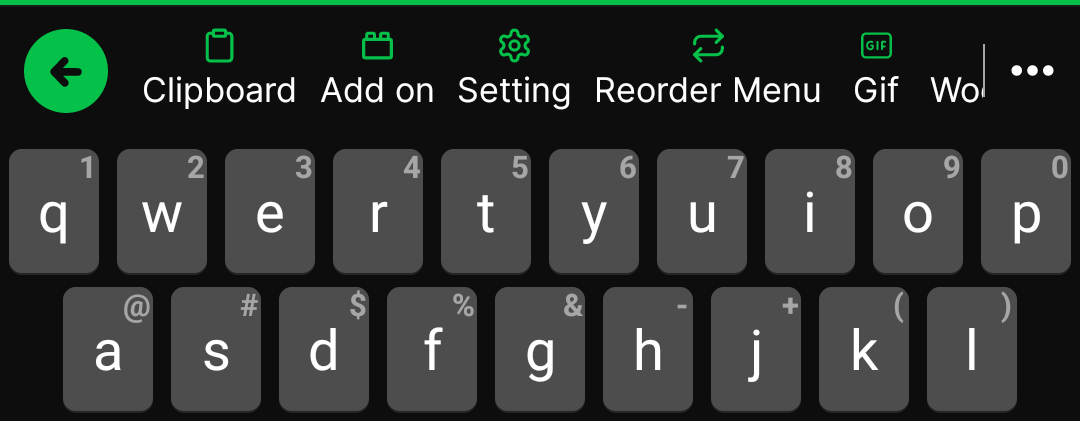 GIF
Clipboard Add on Setting Reorder Menu Gif
1 2 3 4 5 6 7 8 9 0
q w e r t y u i o p
@ # $ % & - + ( )
a s d f g h j k l